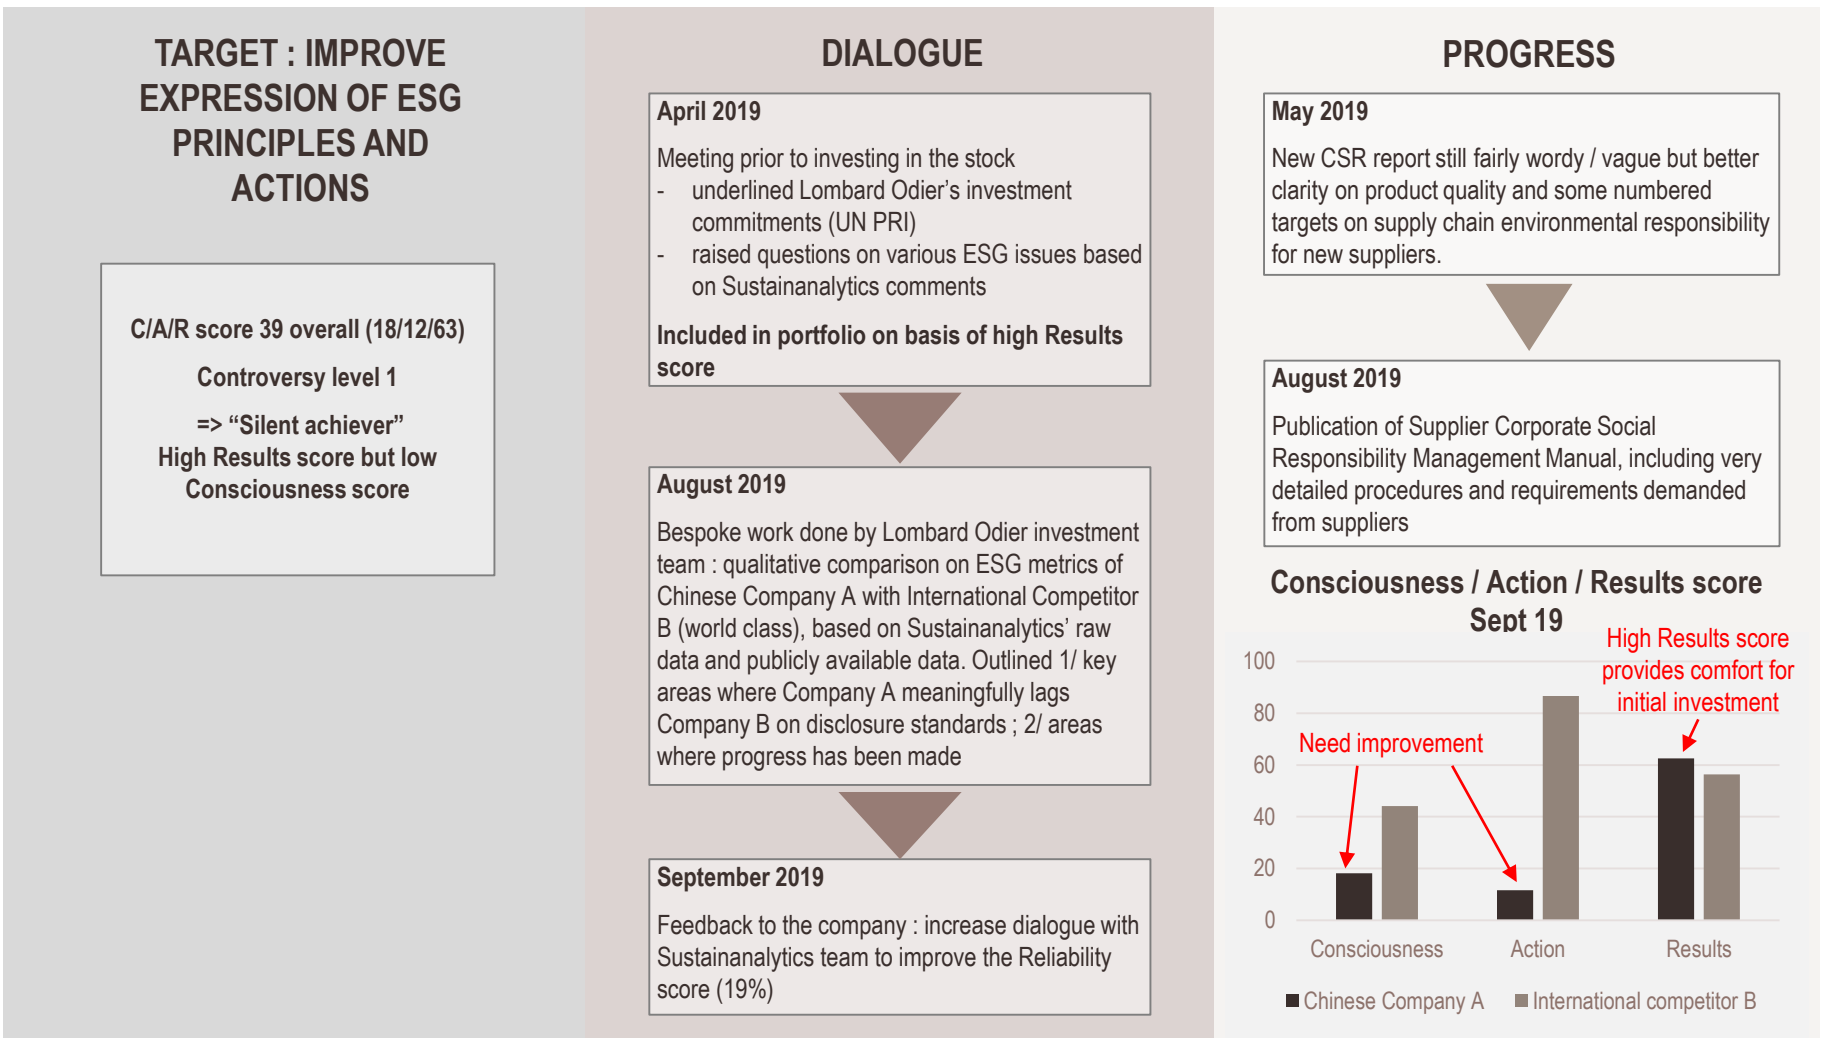 TARGET : IMPROVE
EXPRESSION OF ESG
PRINCIPLES AND
ACTIONS
C/A/R score 39 overall (18/12/63)
Controversy level 1
=> “Silent achiever”
High Results score but low
Consciousness score
DIALOGUE
April 2019
Meeting prior to investing in the stock
- underlined Lombard Odier’s investment
commitments (UN PRI)
- raised questions on various ESG issues based
on Sustainanalytics comments
Included in portfolio on basis of high Results
score
August 2019
Bespoke work done by Lombard Odier investment
team : qualitative comparison on ESG metrics of
Chinese Company A with International Competitor
B (world class), based on Sustainanalytics’ raw
data and publicly available data. Outlined 1/ key
areas where Company A meaningfully lags
Company B on disclosure standards ; 2/ areas
where progress has been made
September 2019
Feedback to the company : increase dialogue with
Sustainanalytics team to improve the Reliability
score (19%)
PROGRESS
May 2019
New CSR report still fairly wordy / vague but better
clarity on product quality and some numbered
targets on supply chain environmental responsibility
for new suppliers.
August 2019
Publication of Supplier Corporate Social
Responsibility Management Manual, including very
detailed procedures and requirements demanded
from suppliers
Consciousness / Action / Results score
Sept 19
High Results score
provides comfort for
initial investment
Need improvement
100
80
60
40
20
0
Consciousness Action Results
Chinese Company A International competitor B